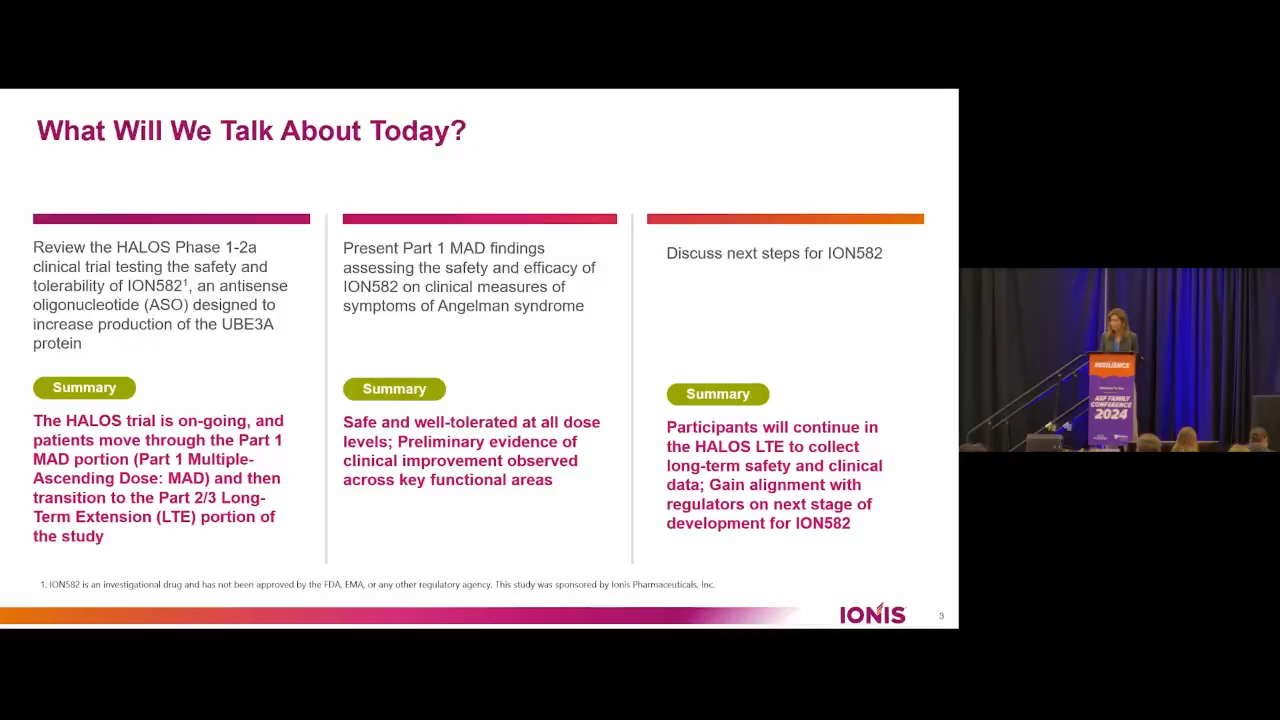 What Will We Talk About Today?
Review the HALOS Phase 1-2a
clinical trial testing the safety and
tolerability of ION582¹, an antisense
oligonucleotide (ASO) designed to
increase production of the UBE3A
protein
Summary
The HALOS trial is on-going, and
patients move through the Part 1
MAD portion (Part 1 Multiple-
Ascending Dose: MAD) and then
transition to the Part 2/3 Long-
Term Extension (LTE) portion of
the study
Present Part 1 MAD findings
assessing the safety and efficacy of
ION582 on clinical measures of
symptoms of Angelman syndrome
Summary
Safe and well-tolerated at all dose
levels; Preliminary evidence of
clinical improvement observed
across key functional areas
Discuss next steps for ION582
Summary
Participants will continue in
the HALOS LTE to collect
long-term safety and clinical
data; Gain alignment with
regulators on next stage of
development for ION582
1. ION582 is an investigational drug and has not been approved by the FDA, EMA, or any other regulatory agency. This study was sponsored by Ionis Pharmaceuticals, Inc.
IONIS
3
RESILIENCE
ASF FAMILY
CONFERENCE
2024